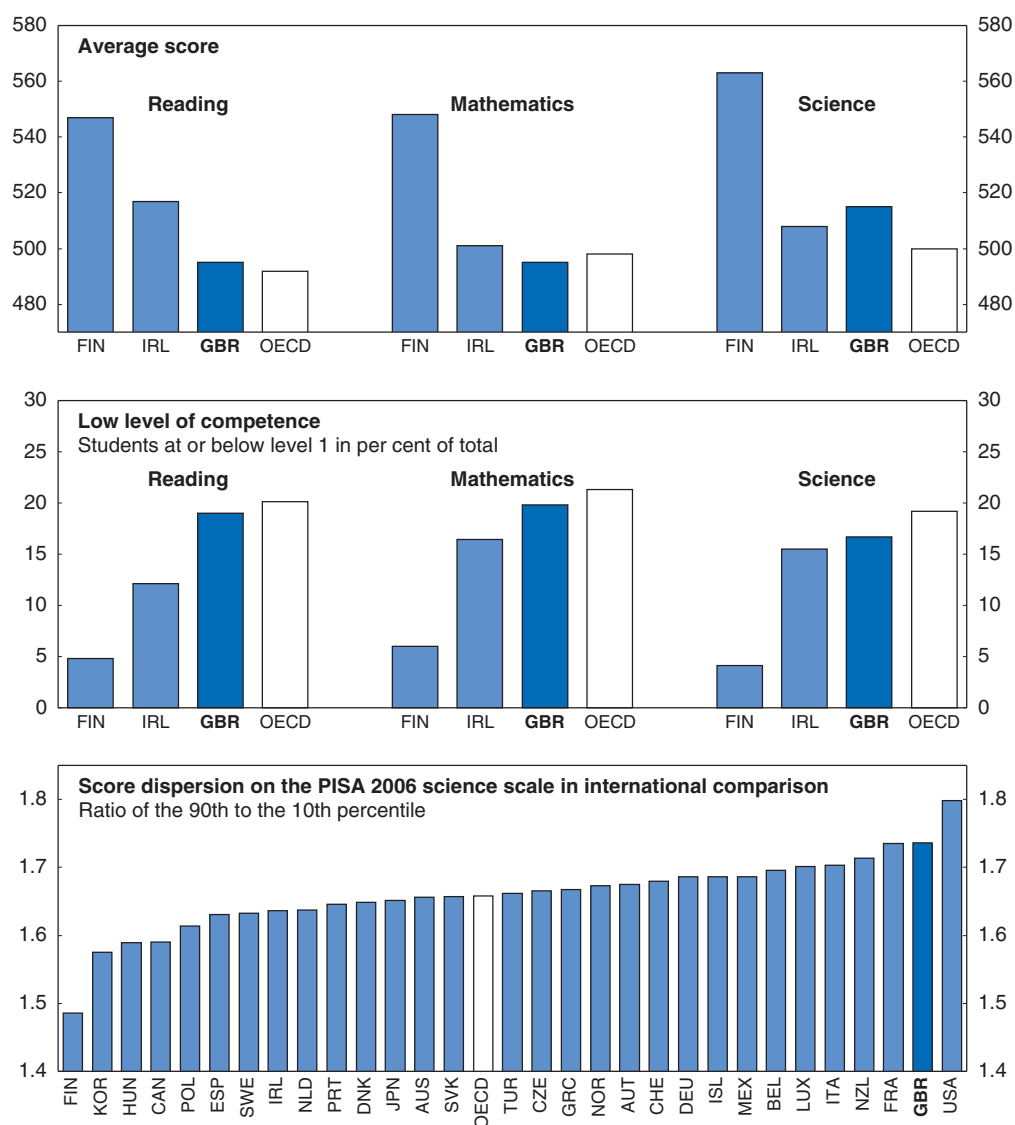 580 580
Average score
560 560
Reading Mathematics Science
540 540
520 520
500 500
480 480
FIN IRL GBR OECD FIN IRL GBR OECD FIN IRL GBR OECD
30 30
Low level of competence
25 Students at or below level 1 in per cent of total 25
Reading Mathematics Science
20 20
15 15
10 10
5 5
0 0
FIN IRL GBR OECD FIN IRL GBR OECD FIN IRL GBR OECD
Score dispersion on the PISA 2006 science scale in international comparison
1.8 Ratio of the 90th to the 10th percentile 1.8
1.7 1.7
1.6 1.6
1.5 1.5
1.4 1.4
FIN KOR HUN CAN POL ESP SWE IRL NLD PRT DNK JPN AUS SVK OECD TUR CZE GRC NOR AUT CHE DEU ISL MEX BEL LUX ITA NZL FRA GBR USA